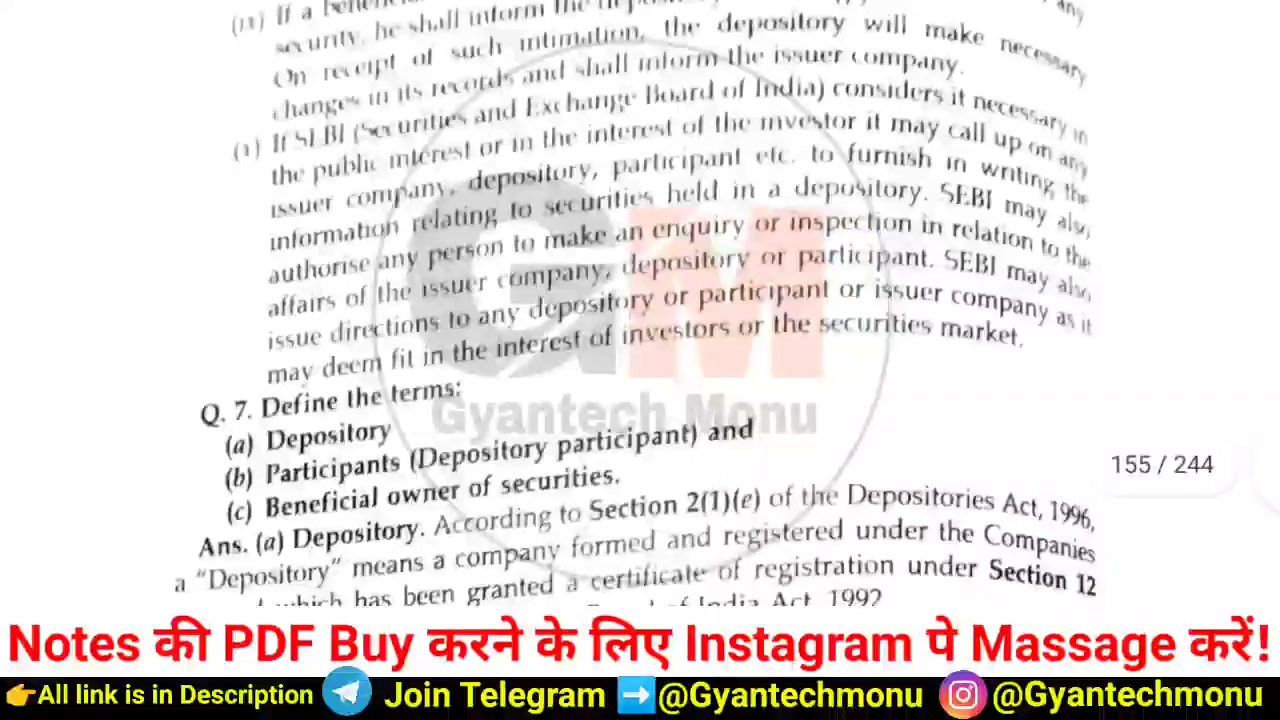 (ix) If a
security, he shall inform the
On receipt of such intimation, the depository will make necessary
changes in its records and shall inform the issuer company.
(x) If SEBI (Securities and Exchange Board of India) considers it necessary in
the public interest or in the interest of the investor it may call up on any
issuer company, depository, participant etc. to furnish in writing the
information relating to securities held in a depository. SEBI may also
authorise any person to make an enquiry or inspection in relation to the
affairs of the issuer company, depository or participant. SEBI may also
issue directions to any depository or participant or issuer company as it
may deem fit in the interest of investors or the securities market.
Q. 7. Define the terms:
(a) Depository
(b) Participants (Depository participant) and
(c) Beneficial owner of securities.
Ans. (a) Depository. According to Section 2(1)(e) of the Depositories Act, 1996,
a “Depository” means a company formed and registered under the Companies
which has been granted a certificate of registration under Section 12
of India Act, 1992
GM
Gyantech Monu
155 / 244
Notes की PDF Buy करने के लिए Instagram पे Massage करें!
👉All link is in Description Join Telegram ➡️@Gyantechmonu @Gyantechmonu